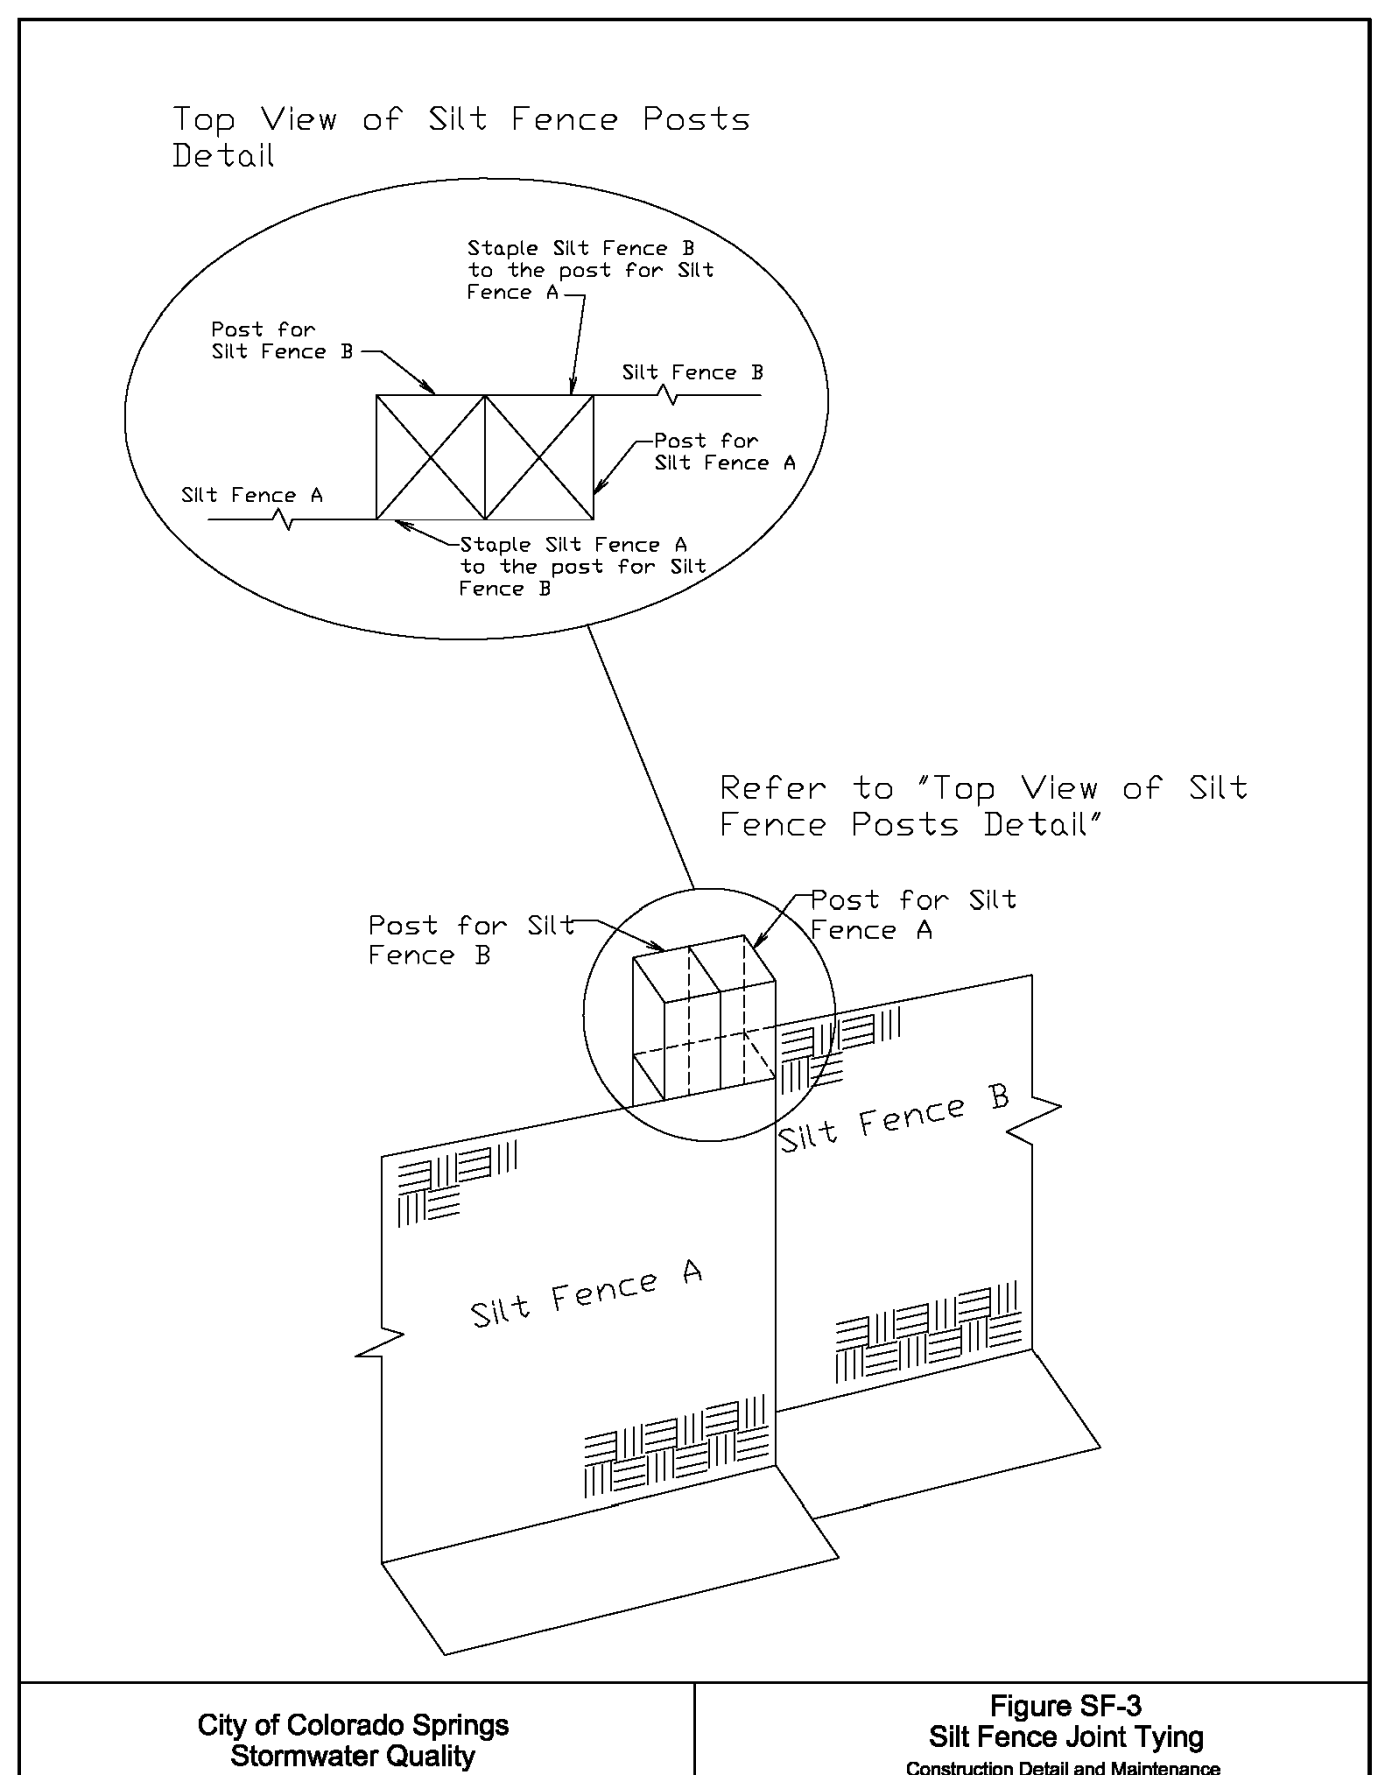 Top View of Silt Fence Posts
Detail
Staple Silt Fence B
to the post for Silt
Fence A
Post for
Silt Fence B
Silt Fence B
Post for
Silt Fence A
Silt Fence A
Staple Silt Fence A
to the post for Silt
Fence B
Refer to "Top View of Silt
Fence Posts Detail"
Post for Silt
Fence A
Post for Silt
Fence B
Silt Fence B
Silt Fence A
City of Colorado Springs
Stormwater Quality
Figure SF-3
Silt Fence Joint Tying
Construction Detail and Maintenance